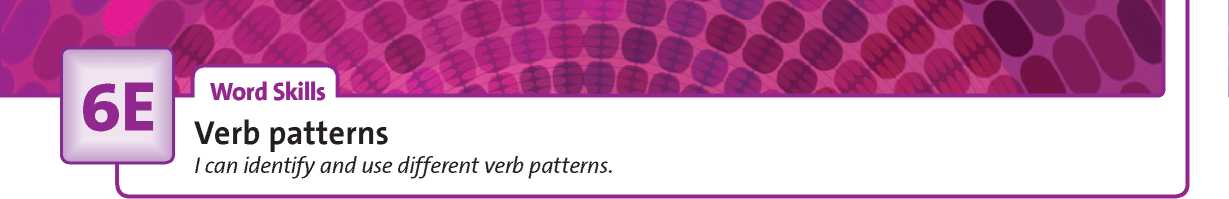 6E
Word Skills
Verb patterns
I can identify and use different verb patterns.